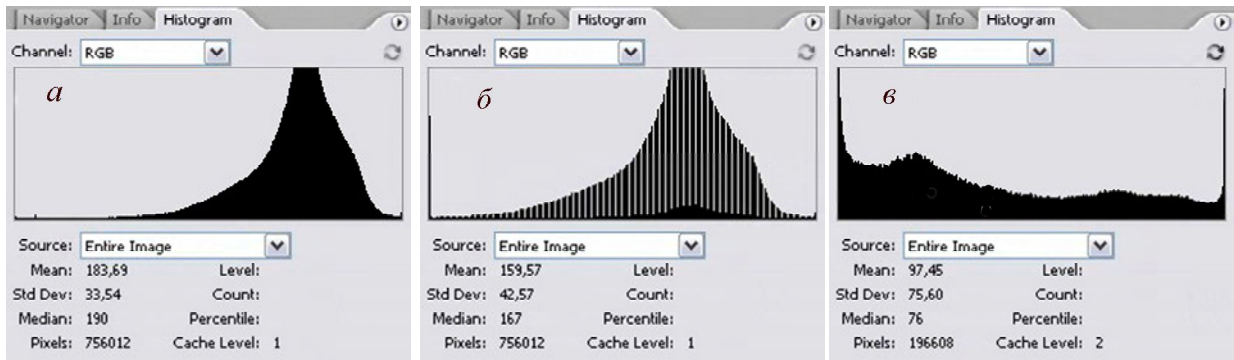 Navigator Info Histogram
Channel: RGB
а
Source: Entire Image
Mean: 183,69 Level:
Std Dev: 33,54 Count:
Median: 190 Percentile:
Pixels: 756012 Cache Level: 1
Navigator Info Histogram
Channel: RGB
б
Source: Entire Image
Mean: 159,57 Level:
Std Dev: 42,57 Count:
Median: 167 Percentile:
Pixels: 756012 Cache Level: 1
Navigator Info Histogram
Channel: RGB
в
Source: Entire Image
Mean: 97,45 Level:
Std Dev: 75,60 Count:
Median: 76 Percentile:
Pixels: 196608 Cache Level: 2